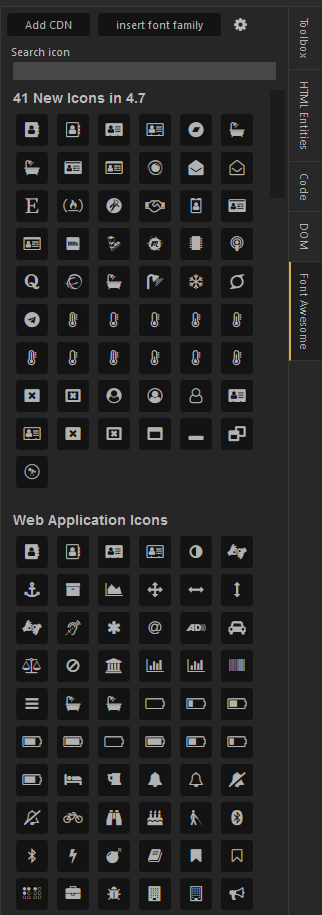 Add CDN
insert font family
Search icon
41 New Icons in 4.7
Web Application Icons
Toolbox
HTML Entities
Code
DOM
Font Awesome